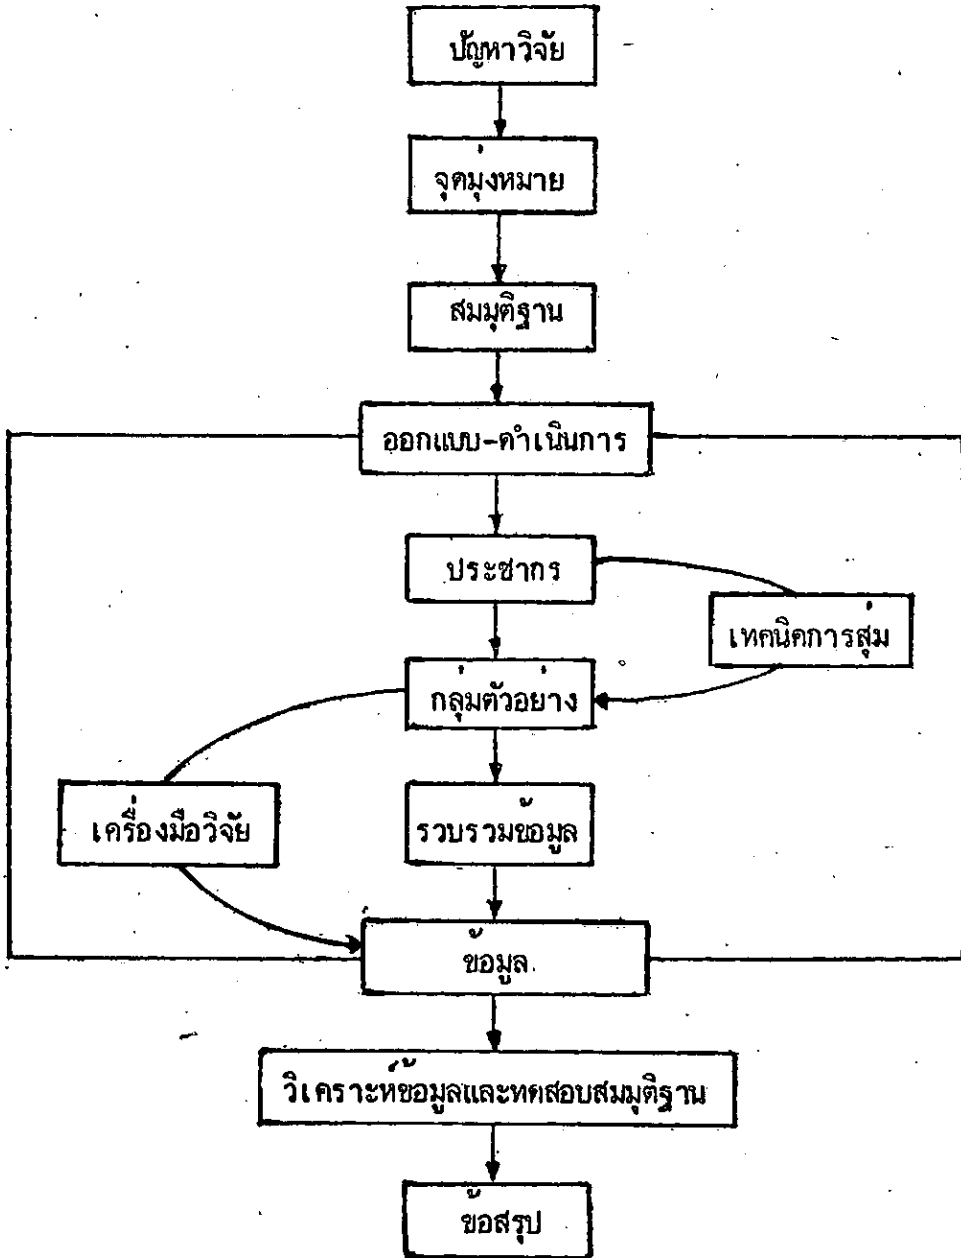 ปัญหาวิจัย
จุดมุ่งหมาย
สมมุติฐาน
ออกแบบ-ดำเนินการ
ประชากร
เทคนิคการสุ่ม
กลุ่มตัวอย่าง
เครื่องมือวิจัย
รวบรวมข้อมูล
ข้อมูล
วิเคราะห์ข้อมูลและทดสอบสมมุติฐาน
ข้อสรุป